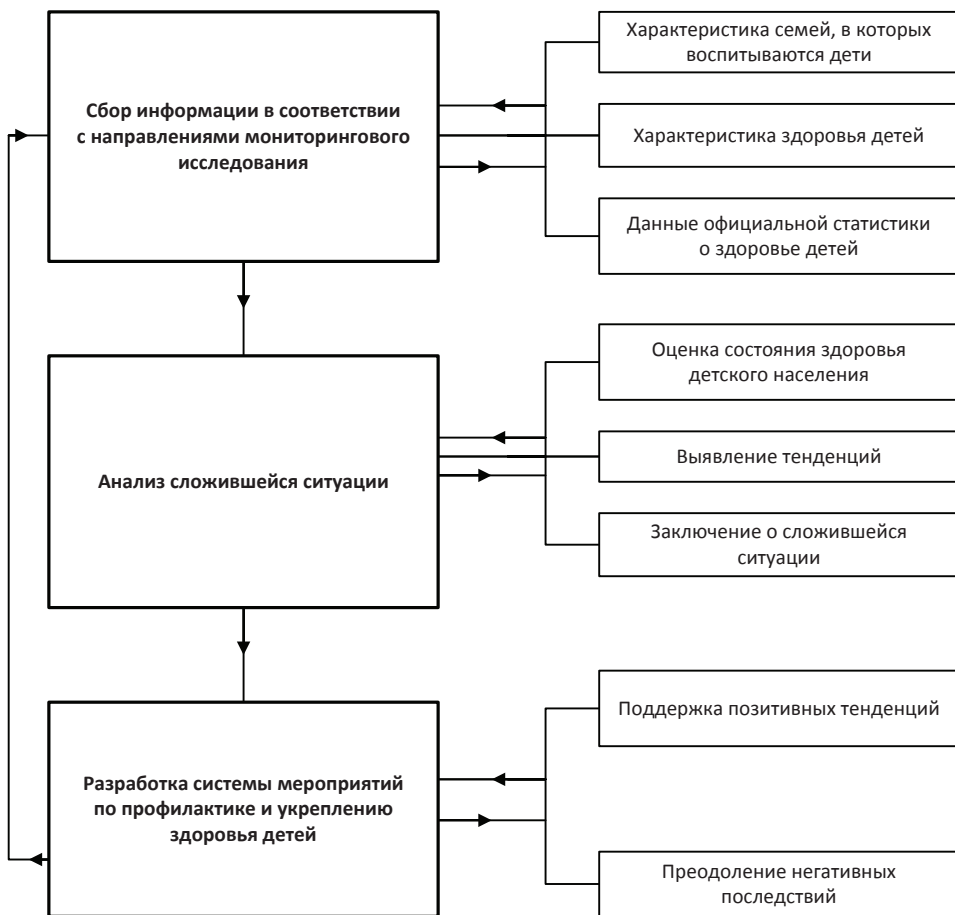 Сбор информации в соответствии
с направлениями мониторингового
исследования
Характеристика семей, в которых
воспитываются дети
Характеристика здоровья детей
Данные официальной статистики
о здоровье детей
Анализ сложившейся ситуации
Оценка состояния здоровья
детского населения
Выявление тенденций
Заключение о сложившейся
ситуации
Разработка системы мероприятий
по профилактике и укреплению
здоровья детей
Поддержка позитивных тенденций
Преодоление негативных
последствий